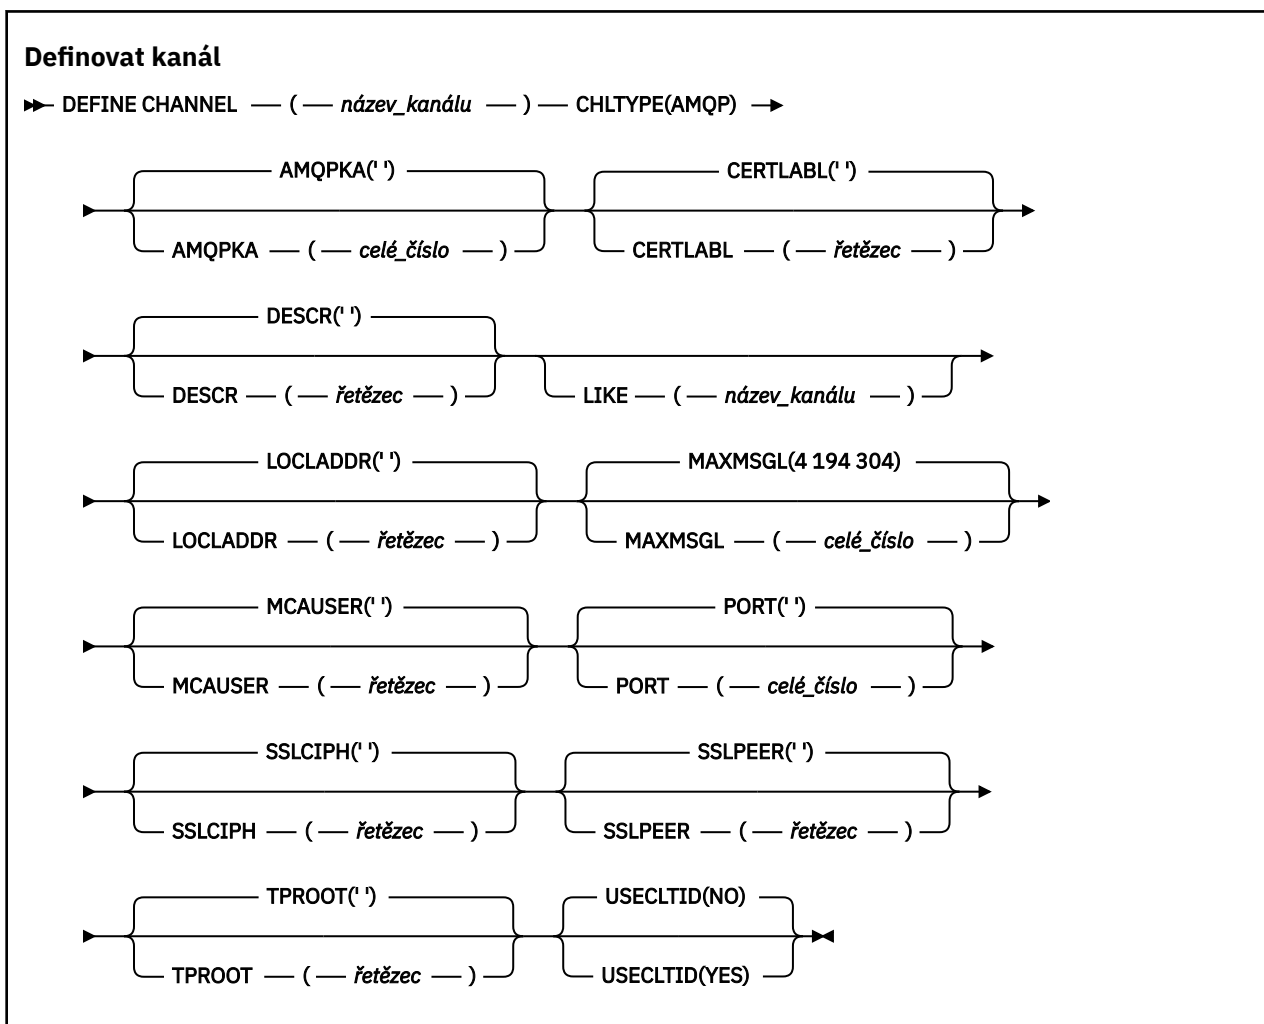 Definovat kanál
DEFINE CHANNEL ( název_kanálu ) CHLTYPE(AMQP)
AMQPKA(' ') CERTLABL(' ')
AMQPKA ( celé_číslo ) CERTLABL ( řetězec )
DESCR(' ')
DESCR ( řetězec ) LIKE ( název_kanálu )
LOCLADDR(' ') MAXMSGL(4 194 304)
LOCLADDR ( řetězec ) MAXMSGL ( celé_číslo )
MCAUSER(' ') PORT(' ')
MCAUSER ( řetězec ) PORT ( celé_číslo )
SSLCIPH(' ') SSLPEER(' ')
SSLCIPH ( řetězec ) SSLPEER ( řetězec )
TPROOT(' ') USECLTID(NO)
TPROOT ( řetězec ) USECLTID(YES)